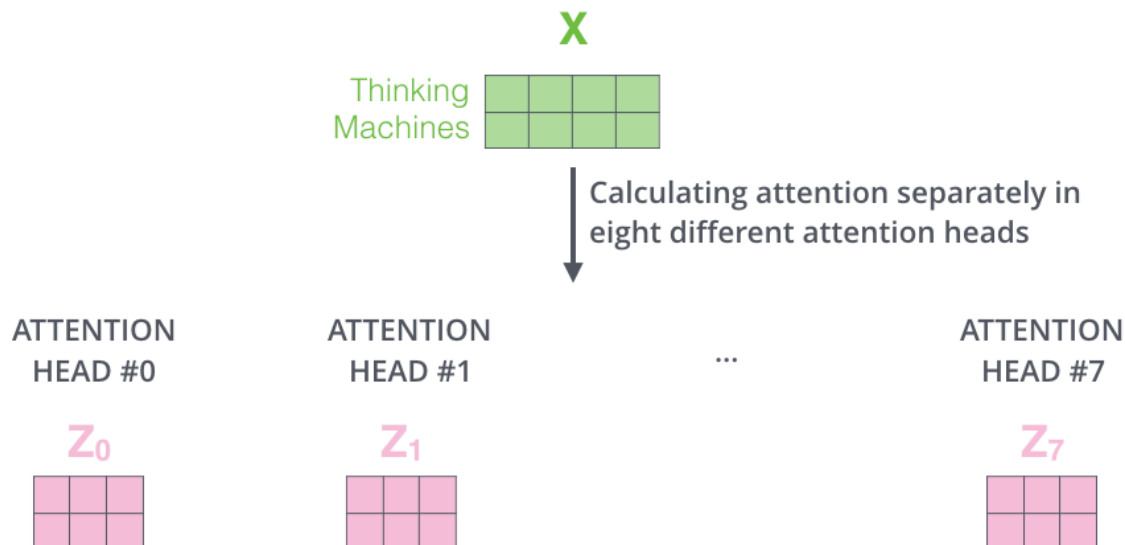 X
Thinking
Machines
Calculating attention separately in
eight different attention heads
ATTENTION
HEAD #0
ATTENTION
HEAD #1
...
ATTENTION
HEAD #7
Z0
Z1
Z7